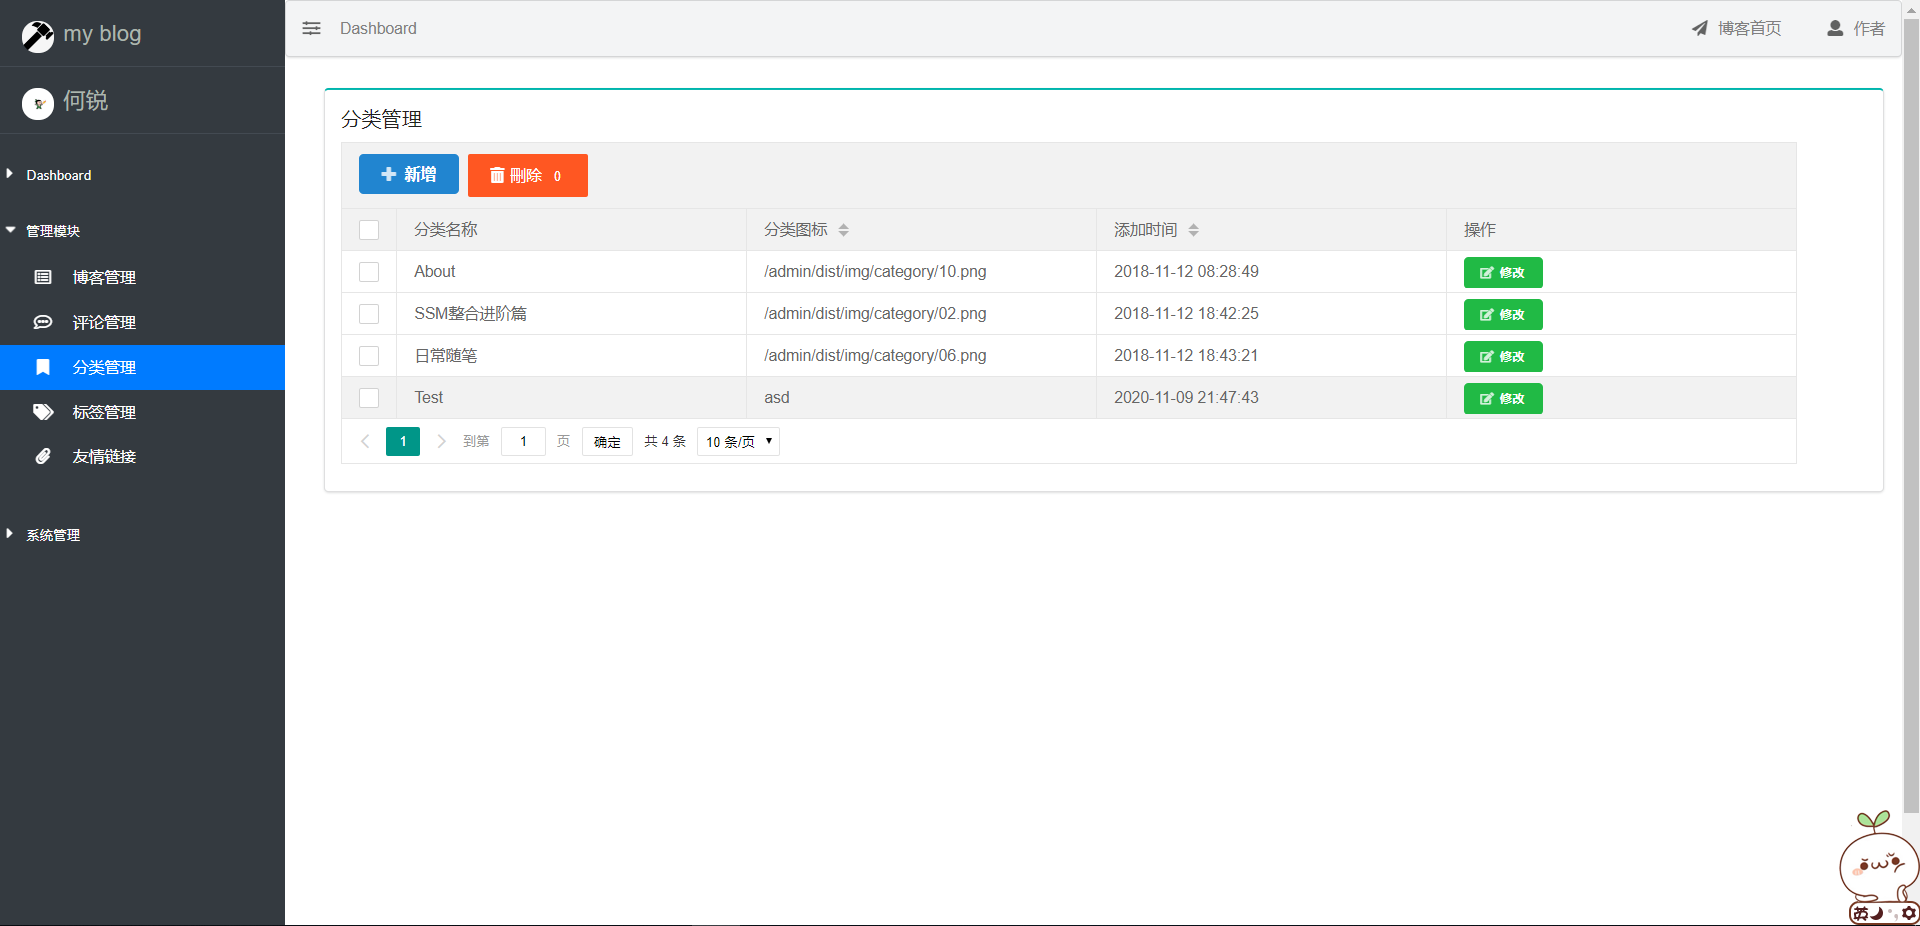 my blog
何锐
Dashboard
管理模块
博客管理
评论管理
分类管理
标签管理
友情链接
系统管理
Dashboard
博客首页
作者
分类管理
新增
删除 0
分类名称 分类图标 添加时间 操作
About /admin/dist/img/category/10.png 2018-11-12 08:28:49 修改
SSM整合进阶篇 /admin/dist/img/category/02.png 2018-11-12 18:42:25 修改
日常随笔 /admin/dist/img/category/06.png 2018-11-12 18:43:21 修改
Test asd 2020-11-09 21:47:43 修改
1 到第 1 页 确定 共 4 条 10 条/页
英